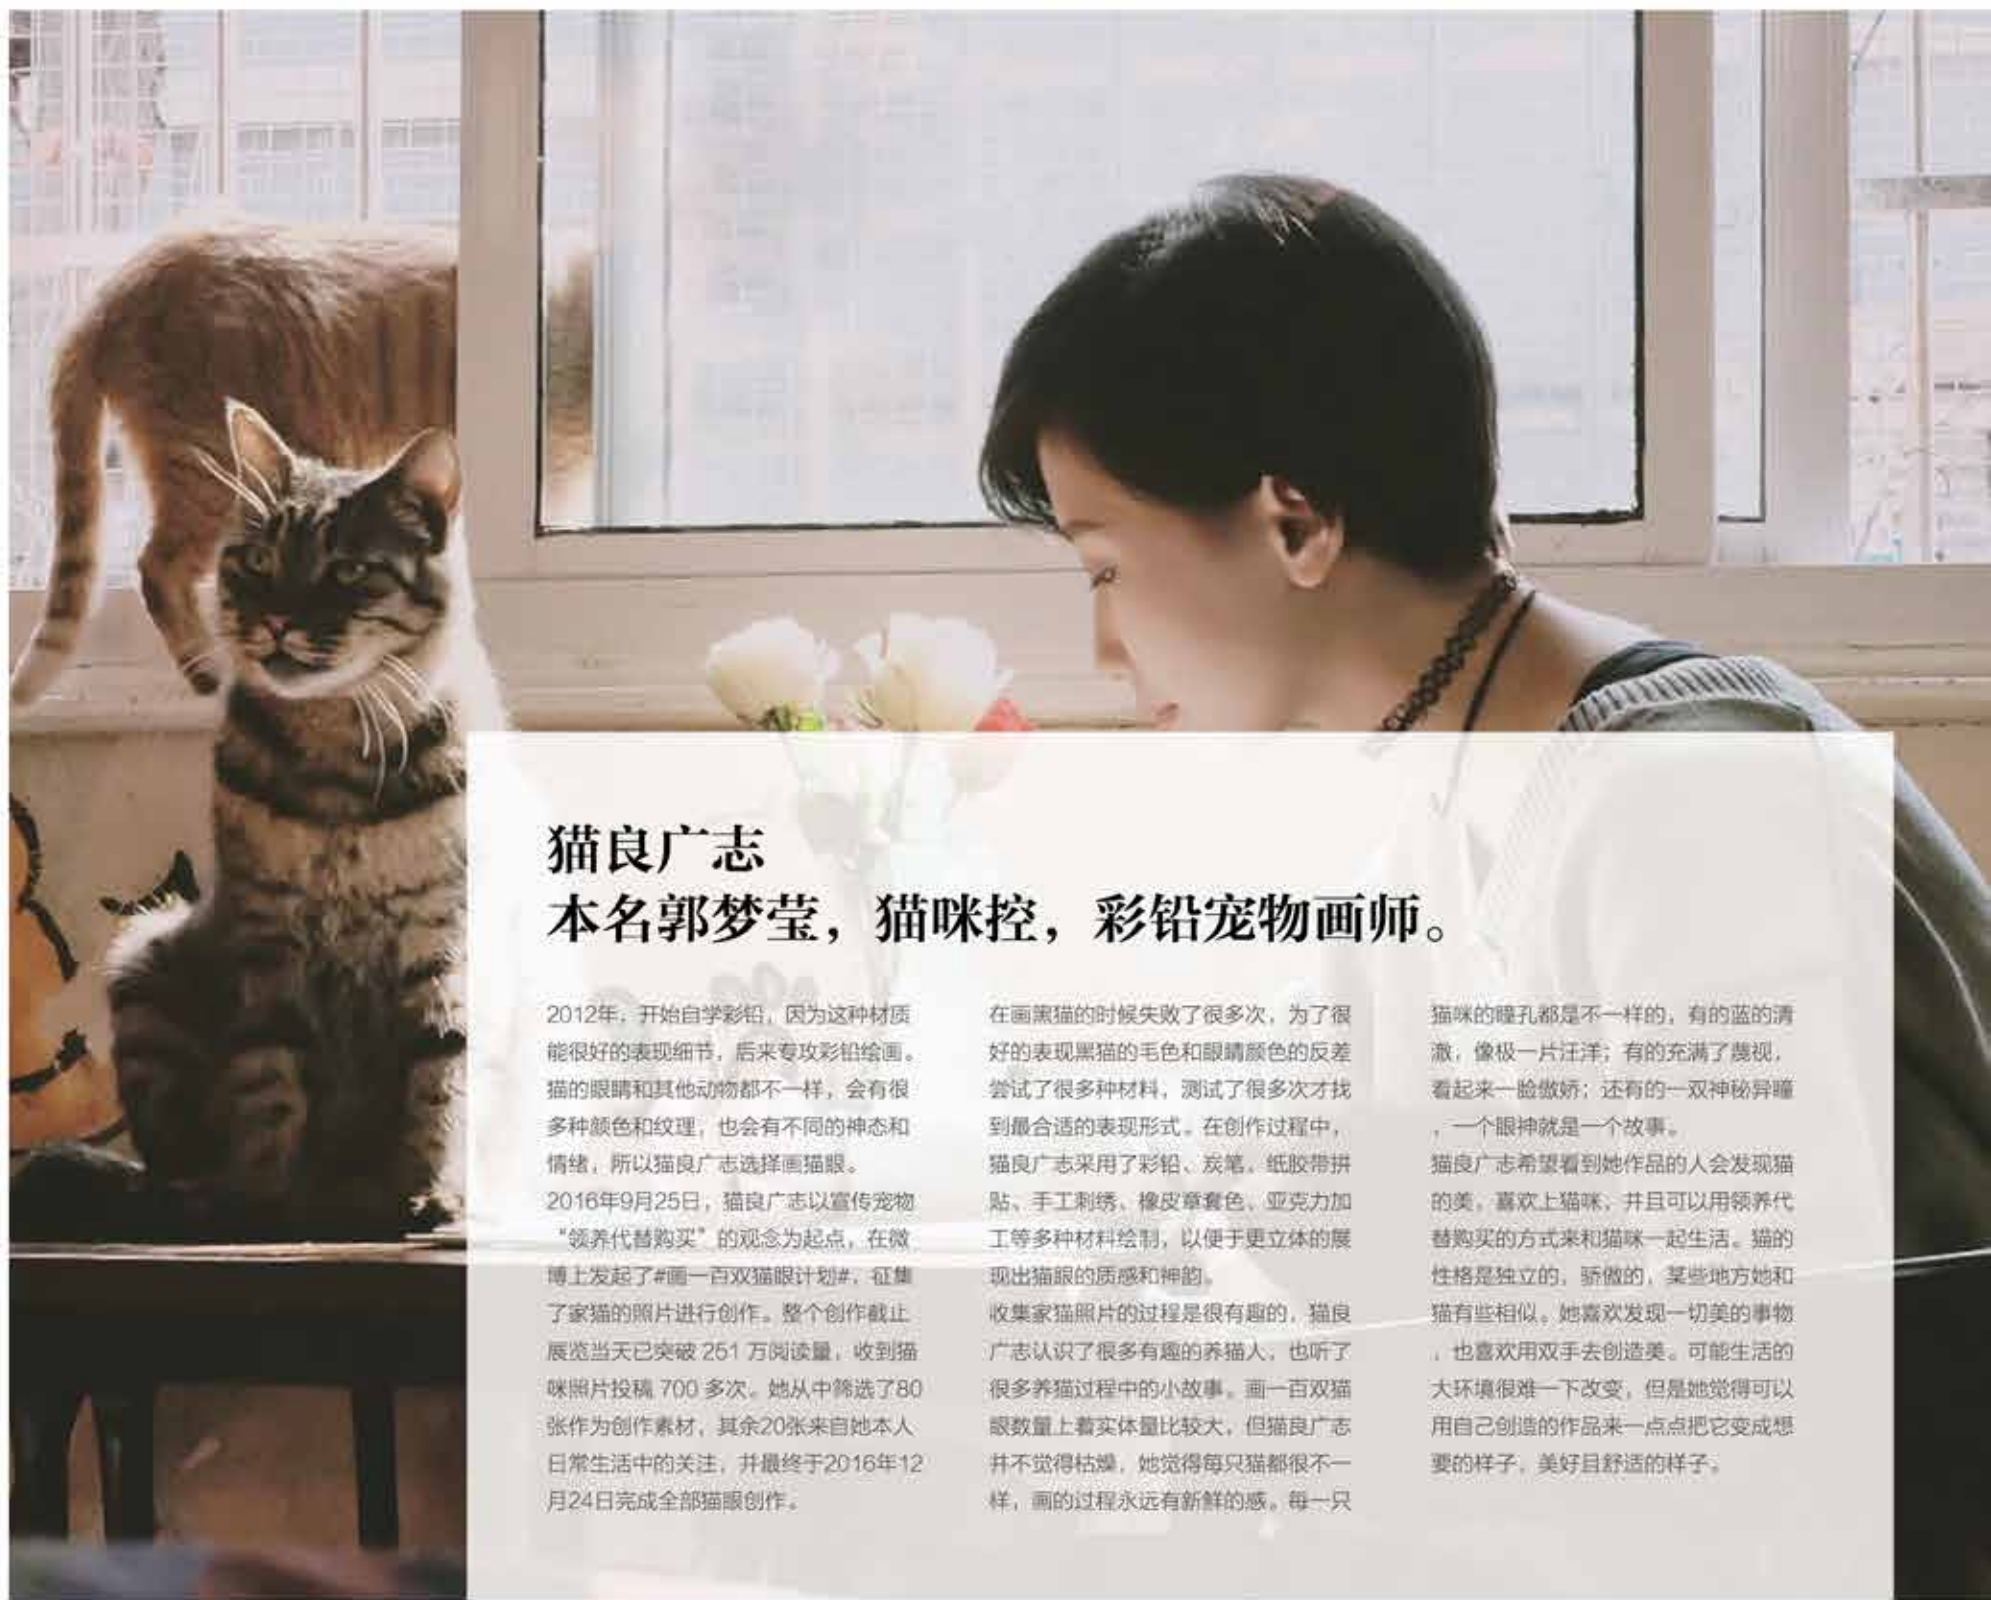 猫良广志
本名郭梦莹，猫咪控，彩铅宠物画师。
2012年，开始自学彩铅，因为这种材质
能很好的表现细节，后来专攻彩铅绘画。
猫的眼睛和其他动物都不一样，会有很
多种颜色和纹理，也会有不同的神态和
情绪，所以猫良广志选择画猫眼。
2016年9月25日，猫良广志以宣传宠物
“领养代替购买”的观念为起点，在微
博上发起了#画一百双猫眼计划#，征集
了家猫的照片进行创作。整个创作截止
展览当天已突破 251 万阅读量，收到猫
咪照片投稿 700 多次。她从中筛选了80
张作为创作素材，其余20张来自她本人
日常生活中的关注，并最终于2016年12
月24日完成全部猫眼创作。
在画黑猫的时候失败了很多次，为了很
好的表现黑猫的毛色和眼睛颜色的反差
尝试了很多种材料，测试了很多次才找
到最合适的表现形式。在创作过程中，
猫良广志采用了彩铅、炭笔、纸胶带拼
贴、手工刺绣、橡皮章套色、亚克力加
工等多种材料绘制，以便于更立体的展
现出猫眼的质感和神韵。
收集家猫照片的过程是很有趣的，猫良
广志认识了很多有趣的养猫人，也听了
很多养猫过程中的小故事。画一百双猫
眼数量上着实体量比较大，但猫良广志
并不觉得枯燥，她觉得每只猫都很不一
样，画的过程永远有新鲜的感。每一只
猫咪的瞳孔都是不一样的，有的蓝的清
澈，像极一片汪洋；有的充满了蔑视，
看起来一脸傲娇；还有的一双神秘异瞳
，一个眼神就是一个故事。
猫良广志希望看到她作品的人会发现猫
的美，喜欢上猫咪，并且可以用领养代
替购买的方式来和猫咪一起生活。猫的
性格是独立的，骄傲的，某些地方她和
猫有些相似。她喜欢发现一切美的事物
，也喜欢用双手去创造美。可能生活的
大环境很难一下改变，但是她觉得可以
用自己创造的作品来一点点把它变成想
要的样子，美好且舒适的样子。